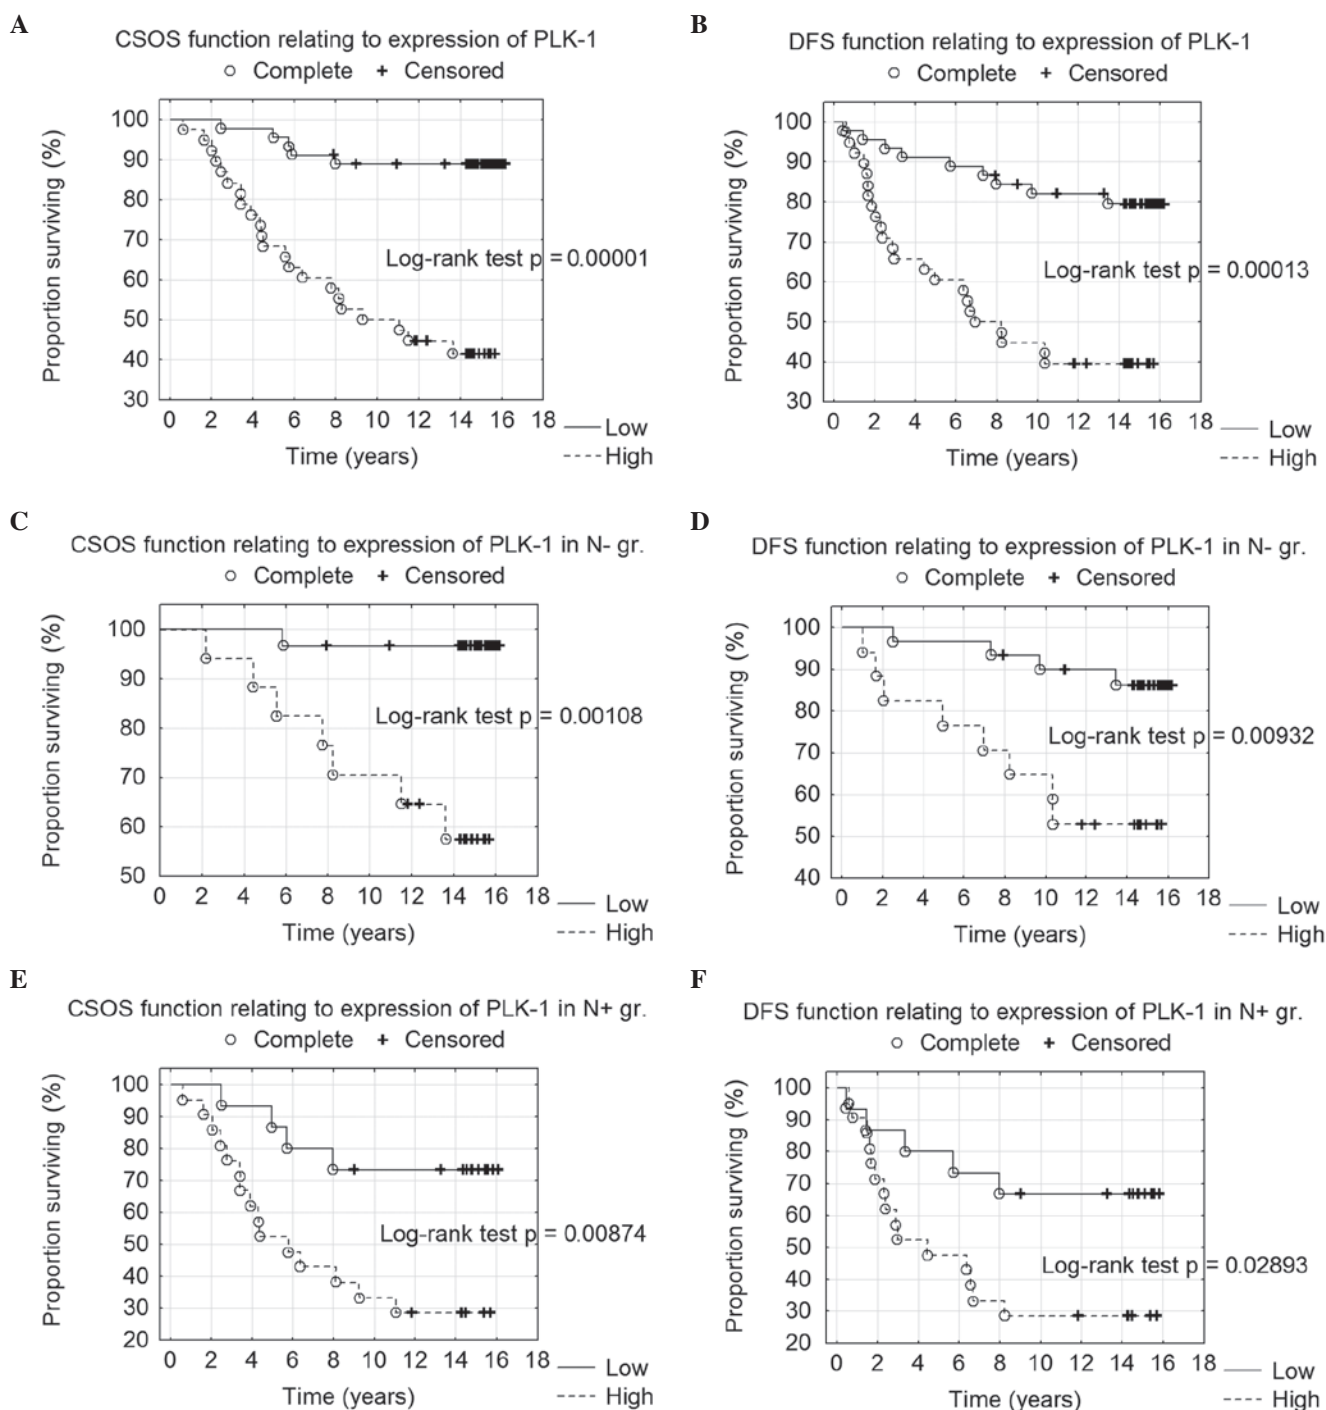 A
CSOS function relating to expression of PLK-1
Complete + Censored
Proportion surviving (%)
100
90
80
70
60
50
40
30
Log-rank test p = 0.00001
0 2 4 6 8 10 12 14 16 18
Time (years)
Low
High
B
DFS function relating to expression of PLK-1
Complete + Censored
Proportion surviving (%)
100
90
80
70
60
50
40
30
Log-rank test p = 0.00013
0 2 4 6 8 10 12 14 16 18
Time (years)
Low
High
C
CSOS function relating to expression of PLK-1 in N- gr.
Complete + Censored
Proportion surviving (%)
100
90
80
70
60
50
Log-rank test p = 0.00108
0 2 4 6 8 10 12 14 16 18
Time (years)
Low
High
D
DFS function relating to expression of PLK-1 in N- gr.
Complete + Censored
Proportion surviving (%)
100
90
80
70
60
50
40
Log-rank test p = 0.00932
0 2 4 6 8 10 12 14 16 18
Time (years)
Low
High
E
CSOS function relating to expression of PLK-1 in N+ gr.
Complete + Censored
Proportion surviving (%)
100
90
80
70
60
50
40
30
20
Log-rank test p = 0.00874
0 2 4 6 8 10 12 14 16 18
Time (years)
Low
High
F
DFS function relating to expression of PLK-1 in N+ gr.
Complete + Censored
Proportion surviving (%)
100
90
80
70
60
50
40
30
20
Log-rank test p = 0.02893
0 2 4 6 8 10 12 14 16 18
Time (years)
Low
High